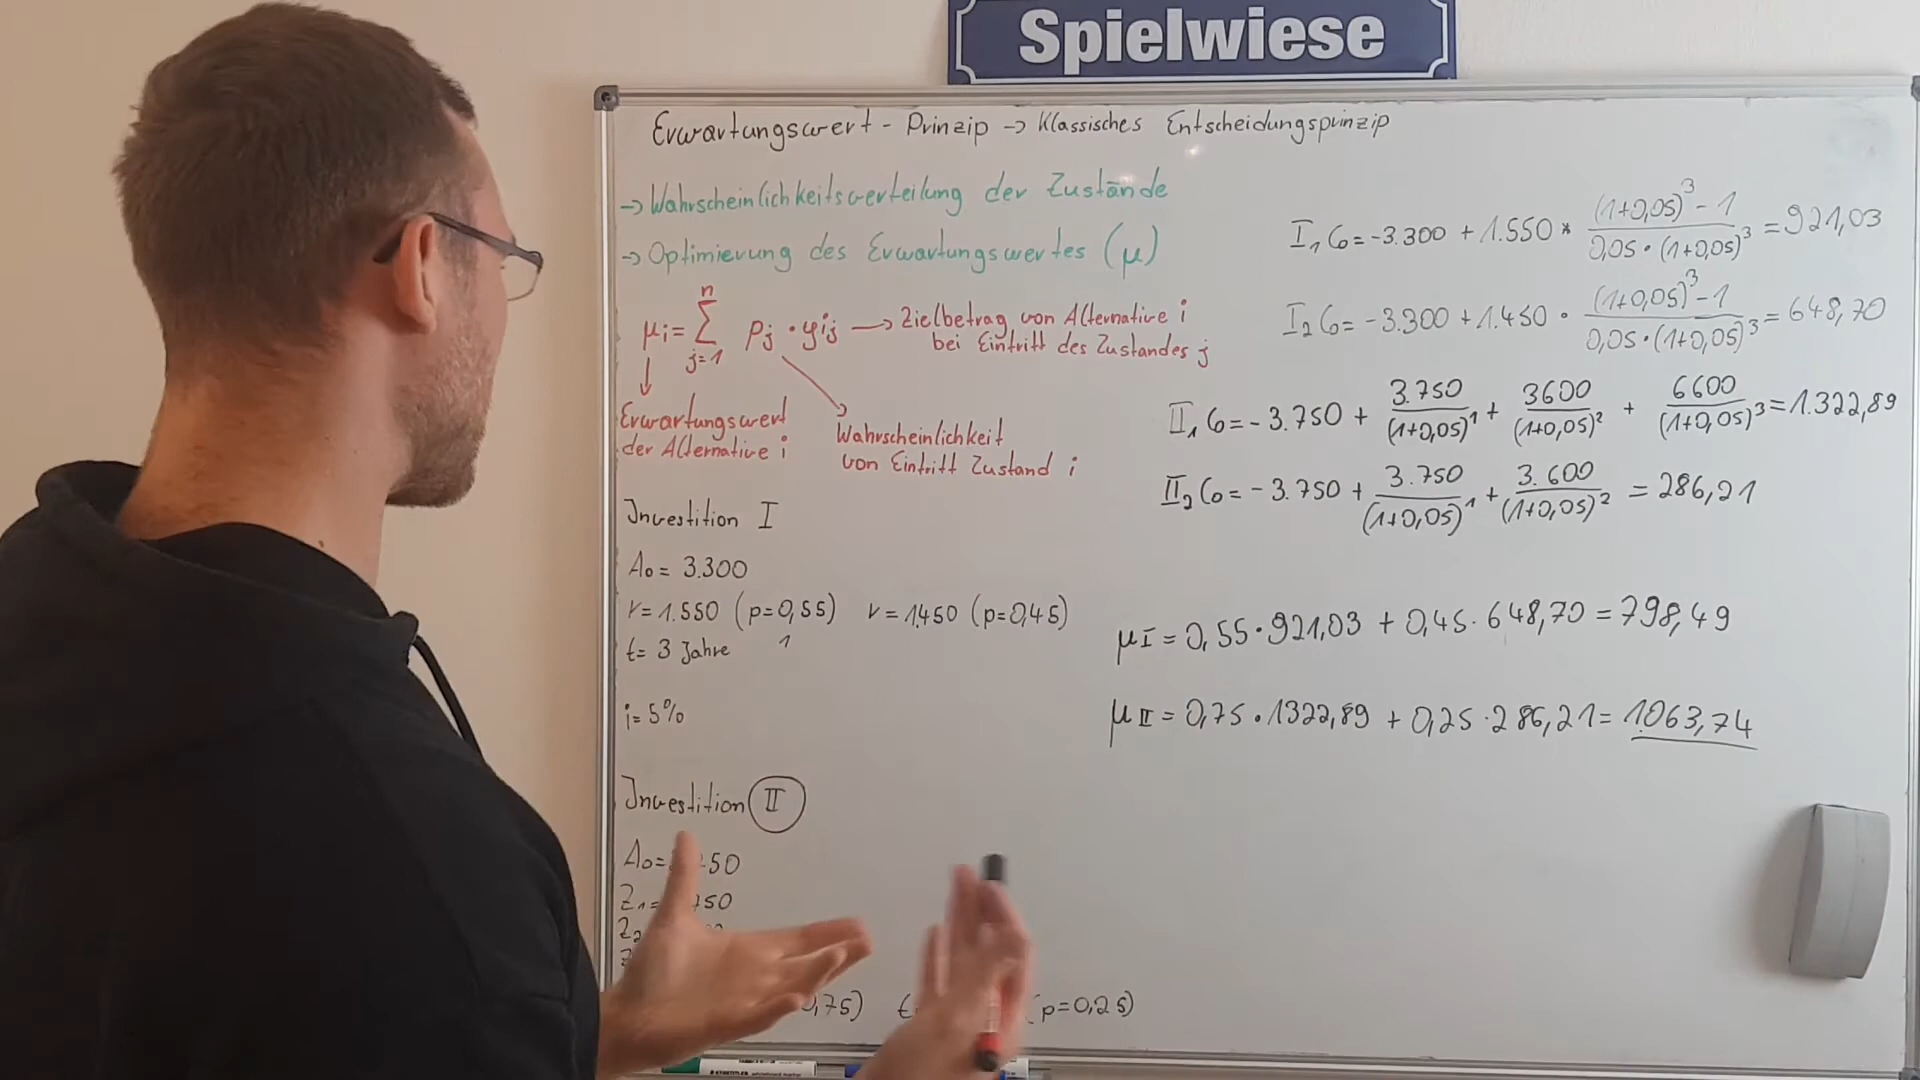 Spielwiese
Erwartungswert - Prinzip -> Klassisches Entscheidungsprinzip
-> Wahrscheinlichkeitsverteilung der Zustände
-> Optimierung des Erwartungswertes (μ)
μi = n Σ j=1 pj · yij -> Zielbetrag von Alternative i
bei Eintritt des Zustandes j
Erwartungswert
der Alternative i
Wahrscheinlichkeit
von Eintritt Zustand i
Investition I
A₀ = 3.300
r = 1.550 (p=0,55) r = 1.450 (p=0,45)
t = 3 Jahre 1
i = 5%
Investition II
A₀= 50
Z₁= 750
Z₂
Z
0,75) t (p=0,25)
I₁ C₀ = -3.300 + 1.550 * ((1+0,05)³ - 1)/(0,05 · (1+0,05)³) = 921,03
I₂ C₀ = -3.300 + 1.450 · ((1+0,05)³ - 1)/(0,05 · (1+0,05)³) = 648,70
II₁ C₀ = -3.750 + 3.750/(1+0,05)¹ + 3600/(1+0,05)² + 6600/(1+0,05)³ = 1.322,89
II₂ C₀ = -3.750 + 3.750/(1+0,05)¹ + 3.600/(1+0,05)² = 286,21
μI = 0,55 · 921,03 + 0,45 · 648,70 = 798,49
μII = 0,75 · 1322,89 + 0,25 · 286,21 = 1.063,74